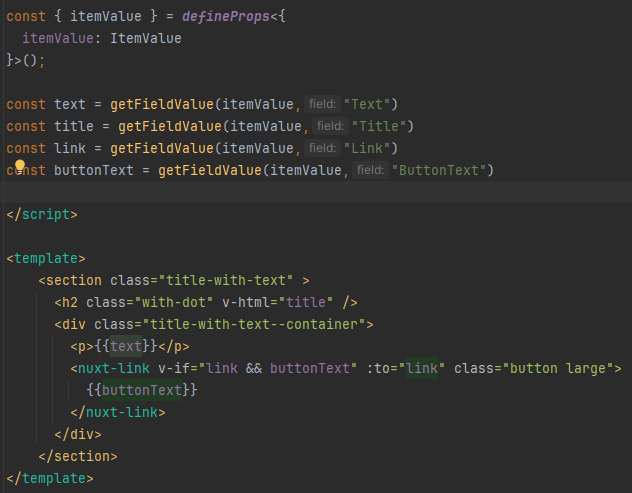 const { itemValue } = defineProps<{
  itemValue: ItemValue
}>();
const text = getFieldValue(itemValue, field: "Text")
const title = getFieldValue(itemValue, field: "Title")
const link = getFieldValue(itemValue, field: "Link")
const buttonText = getFieldValue(itemValue, field: "ButtonText")
</script>
<template>
    <section class="title-with-text" >
      <h2 class="with-dot" v-html="title" />
      <div class="title-with-text--container">
        <p>{{text}}</p>
        <nuxt-link v-if="link && buttonText" :to="link" class="button large">
          {{buttonText}}
        </nuxt-link>
      </div>
    </section>
</template>